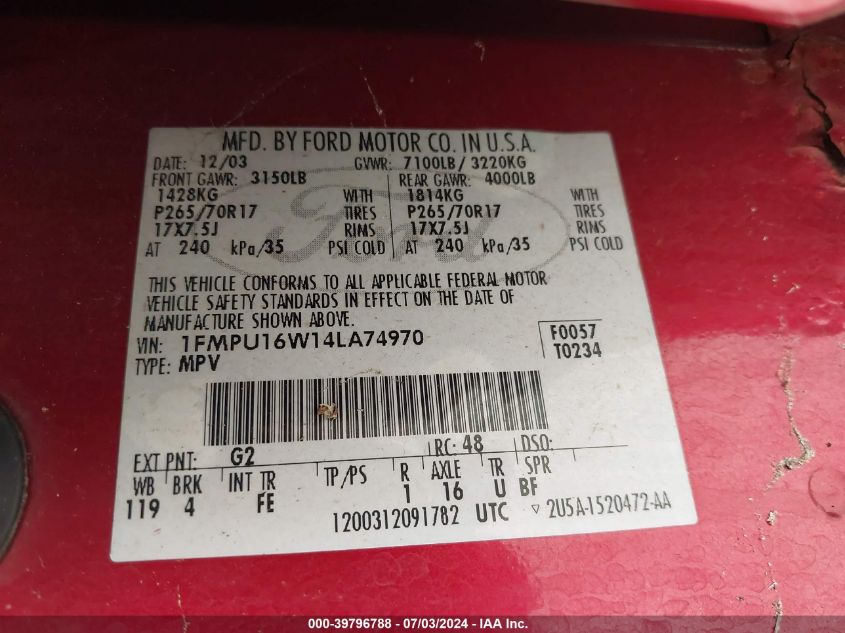 MFD. BY FORD MOTOR CO. IN U.S.A.
DATE: 12/03 GVWR: 7100LB / 3220KG
FRONT GAWR: 3150LB REAR GAWR: 4000LB
1428KG WITH 1814KG WITH
P265/70R17 TIRES P265/70R17 TIRES
17X7.5J RIMS 17X7.5J RIMS
AT 240 kPa/35 PSI COLD AT 240 kPa/35 PSI COLD
Ford
THIS VEHICLE CONFORMS TO ALL APPLICABLE FEDERAL MOTOR
VEHICLE SAFETY STANDARDS IN EFFECT ON THE DATE OF
MANUFACTURE SHOWN ABOVE.
VIN: 1FMPU16W14LA74970 F0057
TYPE: MPV T0234
EXT PNT: G2 RC: 48 DSO:
WB BRK INT TR TP/PS R AXLE TR SPR
119 4 FE 1 16 U BF
1200312091782 UTC ▽ 2U5A-1520472-AA
000-39796788 - 07/03/2024 - IAA Inc.